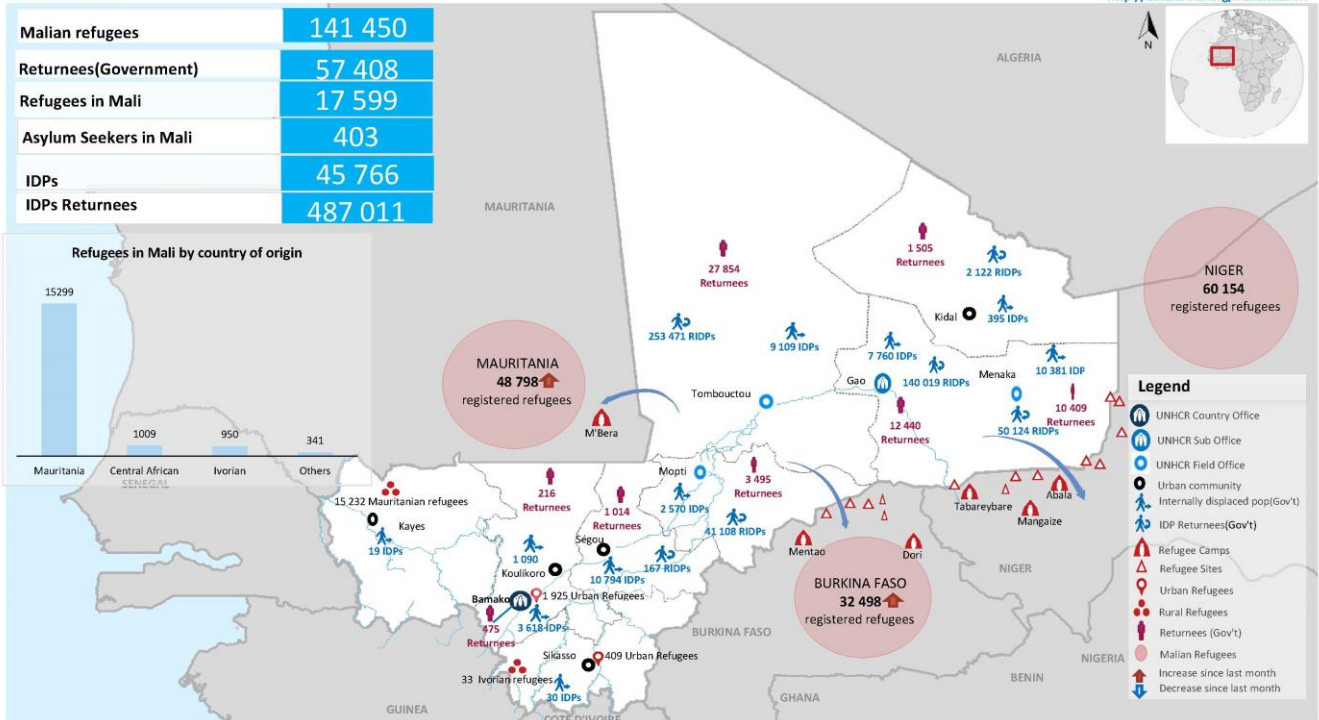 Malian refugees 141 450
Returnees(Government) 57 408
Refugees in Mali 17 599
Asylum Seekers in Mali 403
IDPs 45 766
IDPs Returnees 487 011
Refugees in Mali by country of origin
15299
1009
950
341
Mauritania
Central African
Ivorian
Others
SENEGAL
MAURITANIA
ALGERIA
N
MAURITANIA
48 798
registered refugees
M'Bera
27 854
Returnees
253 471 RIDPs
9 109 IDPs
Tombouctou
1 505
Returnees
2 122 RIDPs
Kidal
395 IDPs
7 760 IDPs
140 019 RIDPs
Gao
12 440
Returnees
Menaka
10 381 IDP
10 409
Returnees
50 124 RIDPs
NIGER
60 154
registered refugees
15 232 Mauritanian refugees
Kayes
19 IDPs
216
Returnees
1 090
Koulikoro
1 014
Returnees
Ségou
10 794 IDPs
167 RIDPs
Mopti
2 570 IDPs
3 495
Returnees
41 108 RIDPs
Bamako
1 925 Urban Refugees
475
Returnees
3 618 IDPs
Sikasso
409 Urban Refugees
33 Ivorian refugees
30 IDPs
Mentao
Dori
BURKINA FASO
32 498
registered refugees
Tabareybare
Mangaize
Abala
NIGER
BURKINA FASO
NIGERIA
BENIN
GHANA
GUINEA
COTE D'IVOIRE
Legend
UNHCR Country Office
UNHCR Sub Office
UNHCR Field Office
Urban community
Internally displaced pop(Gov't)
IDP Returnees(Gov't)
Refugee Camps
Refugee Sites
Urban Refugees
Rural Refugees
Returnees (Gov't)
Malian Refugees
Increase since last month
Decrease since last month